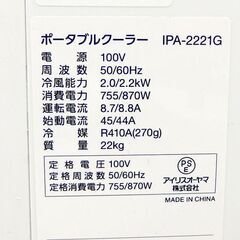 ポータブルクーラー IPA-2221G
電源 100V
周波数 50/60Hz
冷風能力 2.0/2.2kW
消費電力 755/870W
運転電流 8.7/8.8A
始動電流 45/44A
冷媒 R410A(270g)
質量 22kg
定格電圧 100V
定格周波数 50/60Hz
定格消費電力 755/870W
PSE
アイリスオーヤマ
株式会社
MADE IN CHINA